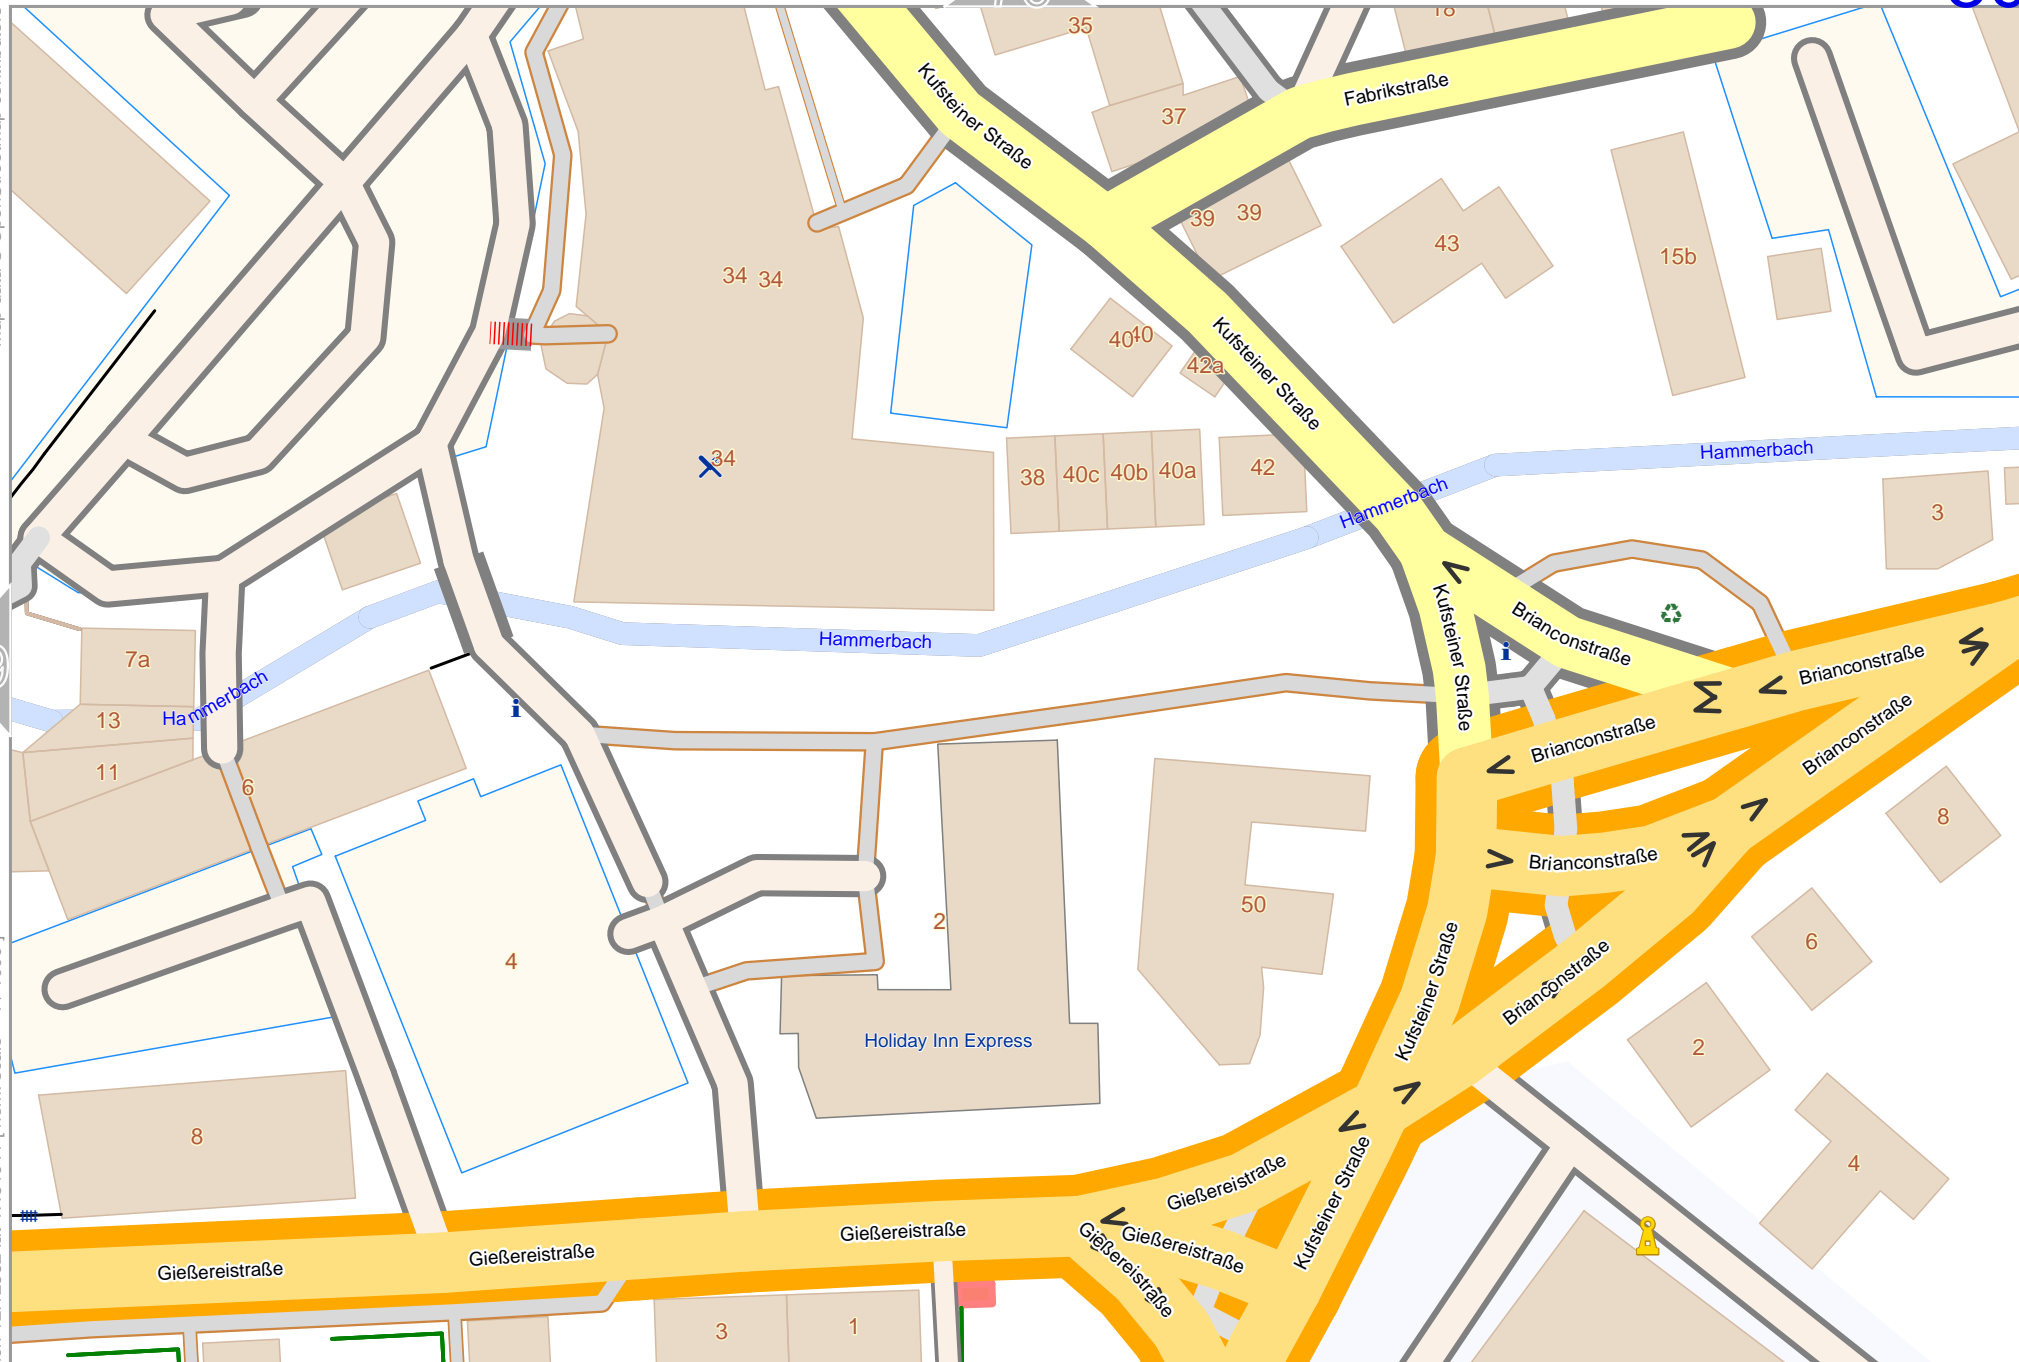 35
18
Kufsteiner Straße
Fabrikstraße
37
39
39
43
15b
34
34
40
40
42a
Kufsteiner Straße
34
38
40c
40b
40a
42
Hammerbach
Hammerbach
3
Hammerbach
Kufsteiner Straße
Brianconstraße
7a
Hammerbach
13
11
6
Brianconstraße
Brianconstraße
Brianconstraße
8
Brianconstraße
50
2
4
Kufsteiner Straße
Brianconstraße
6
Holiday Inn Express
2
8
4
Gießereistraße
Kufsteiner Straße
Gießereistraße
Gießereistraße
Gießereistraße
Gießereistraße
Gießereistraße
3
1